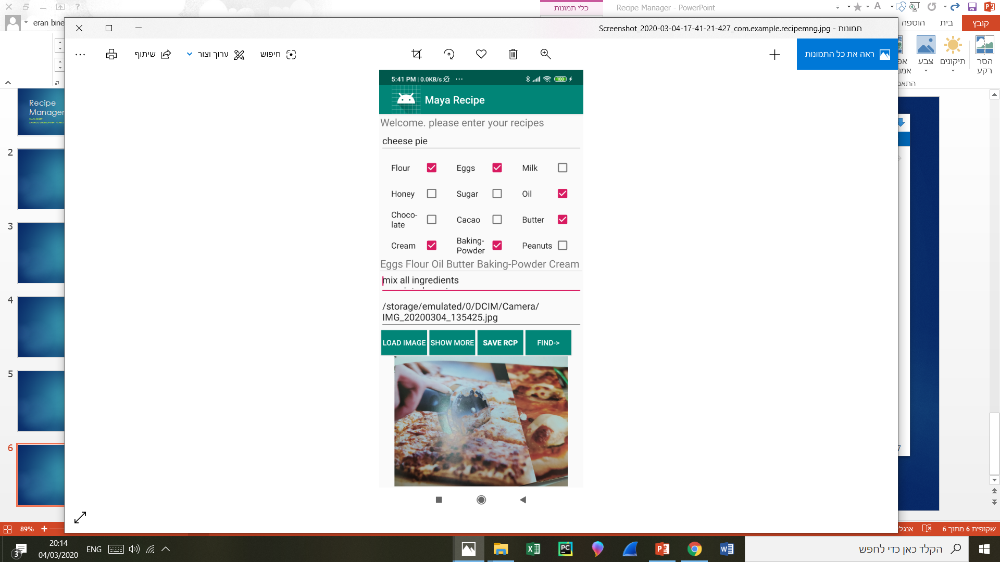 Recipe Manager - PowerPoint
כלי תמונות
eran bine
הוספה
בית
קובץ
Screenshot_2020-03-04-17-41-21-427_com.example.recipemng.jpg - תמונות
שיתוף
ערוך וצור
חיפוש
ראה את כל התמונות
צבע
תיקונים
הסר
רקע
5:41 PM | 0.0KB/s
100
Maya Recipe
Welcome. please enter your recipes
cheese pie
Flour Eggs Milk
Honey Sugar Oil
Choco-
late
Cacao Butter
Cream
Baking-
Powder
Peanuts
Eggs Flour Oil Butter Baking-Powder Cream
mix all ingredients
/storage/emulated/0/DCIM/Camera/
IMG_20200304_135425.jpg
LOAD IMAGE SHOW MORE SAVE RCP FIND->
Recipe
Manager
2
3
4
5
6
89%
שקופית 6 מתוך 6
אנגל
20:14
04/03/2020
3
ENG
הקלד כאן כדי לחפש